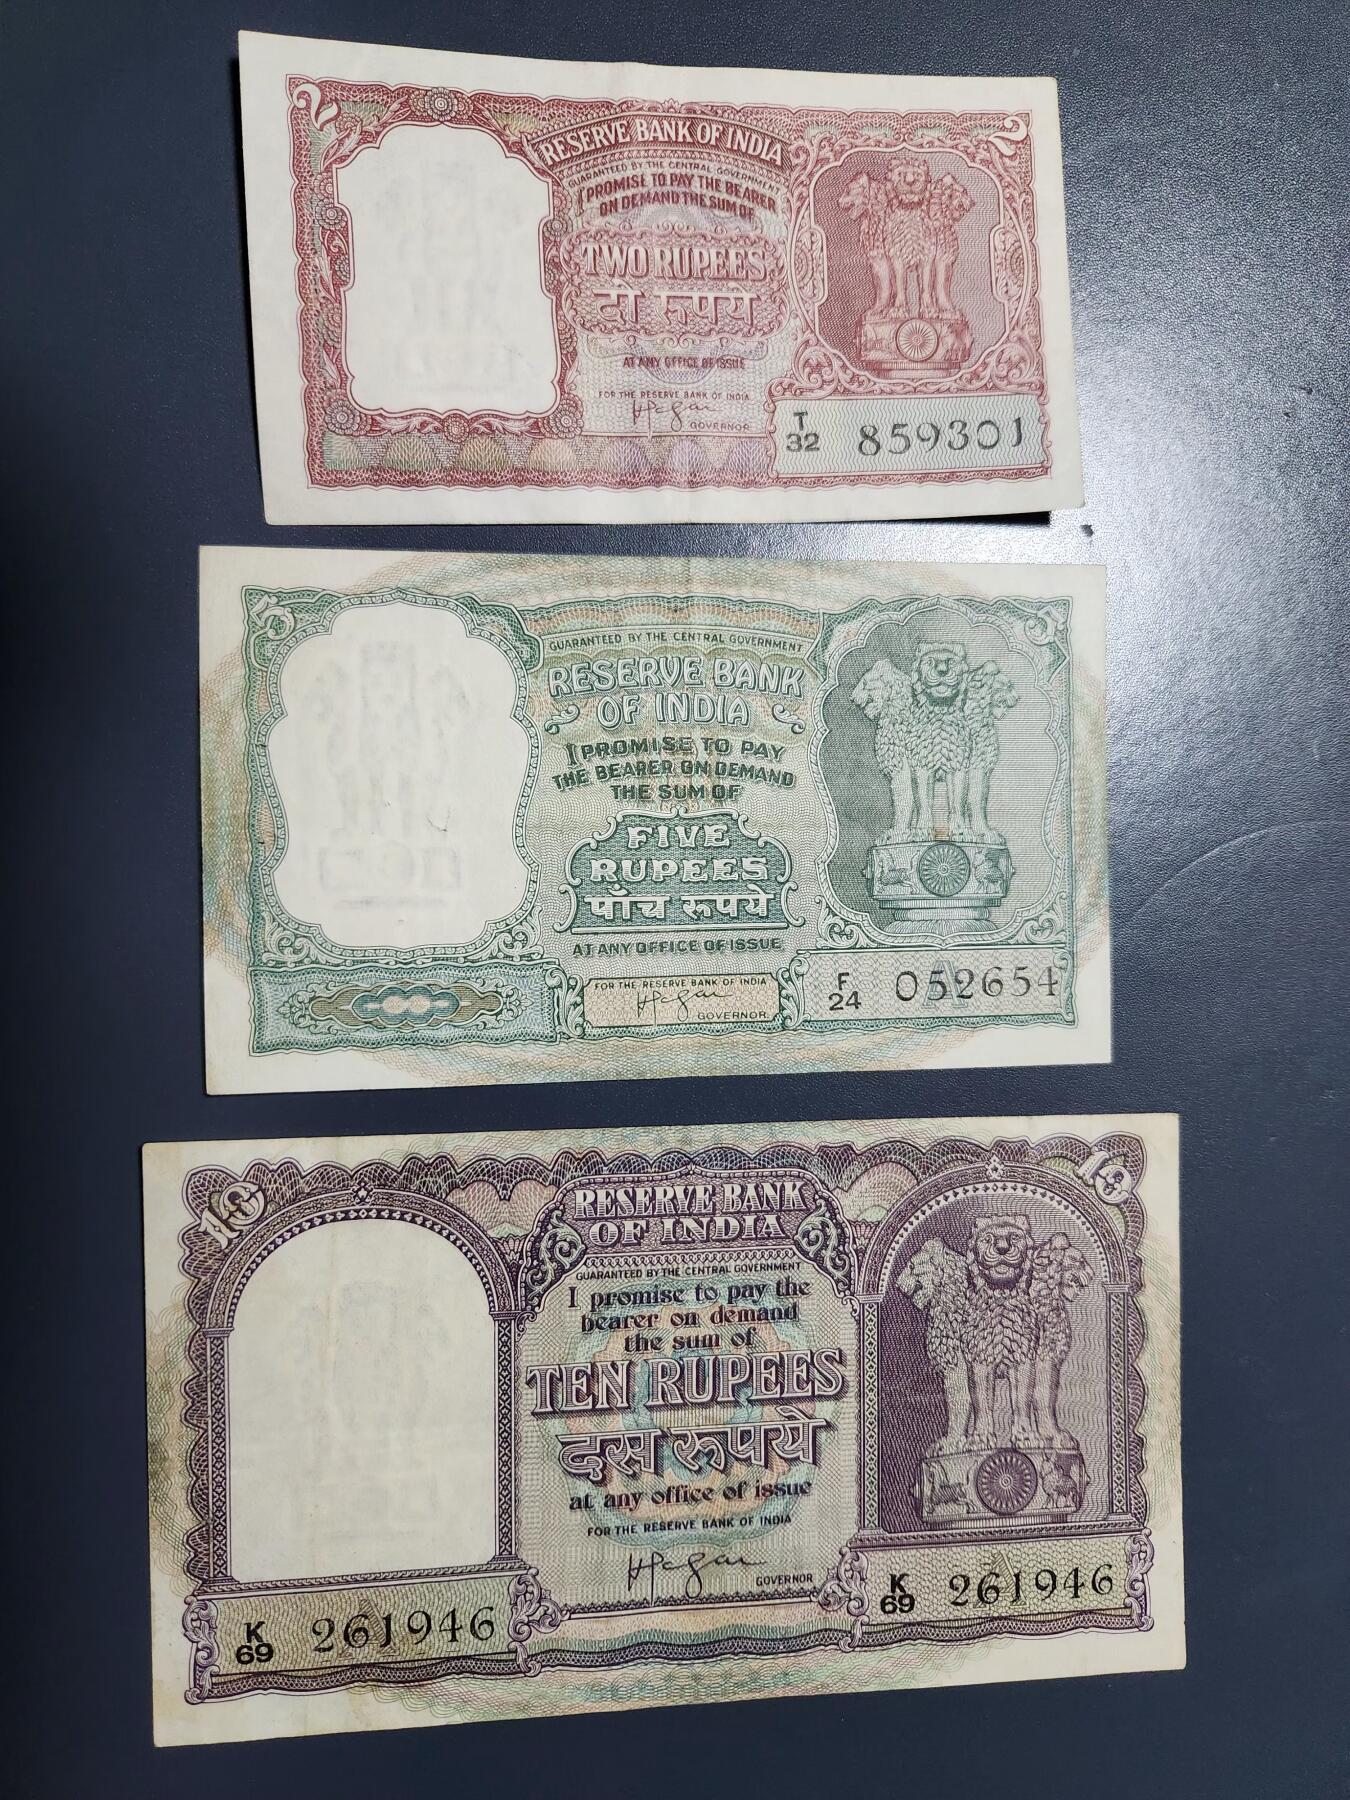 2
2
RESERVE BANK OF INDIA
GUARANTEED BY THE CENTRAL GOVERNMENT
I PROMISE TO PAY THE BEARER
ON DEMAND THE SUM OF
TWO RUPEES
दो रूपये
AT ANY OFFICE OF ISSUE
FOR THE RESERVE BANK OF INDIA
GOVERNOR
T
32 859301
5
5
GUARANTEED BY THE CENTRAL GOVERNMENT
RESERVE BANK
OF INDIA
I PROMISE TO PAY
THE BEARER ON DEMAND
THE SUM OF
FIVE
RUPEES
पाँच रूपये
AT ANY OFFICE OF ISSUE
FOR THE RESERVE BANK OF INDIA
GOVERNOR
F
24 A 052654
10
10
RESERVE BANK
OF INDIA
GUARANTEED BY THE CENTRAL GOVERNMENT
I promise to pay the
bearer on demand
the sum of
TEN RUPEES
दस रूपये
at any office of issue
FOR THE RESERVE BANK OF INDIA
GOVERNOR
K
69 A 261946
K
69 A 261946